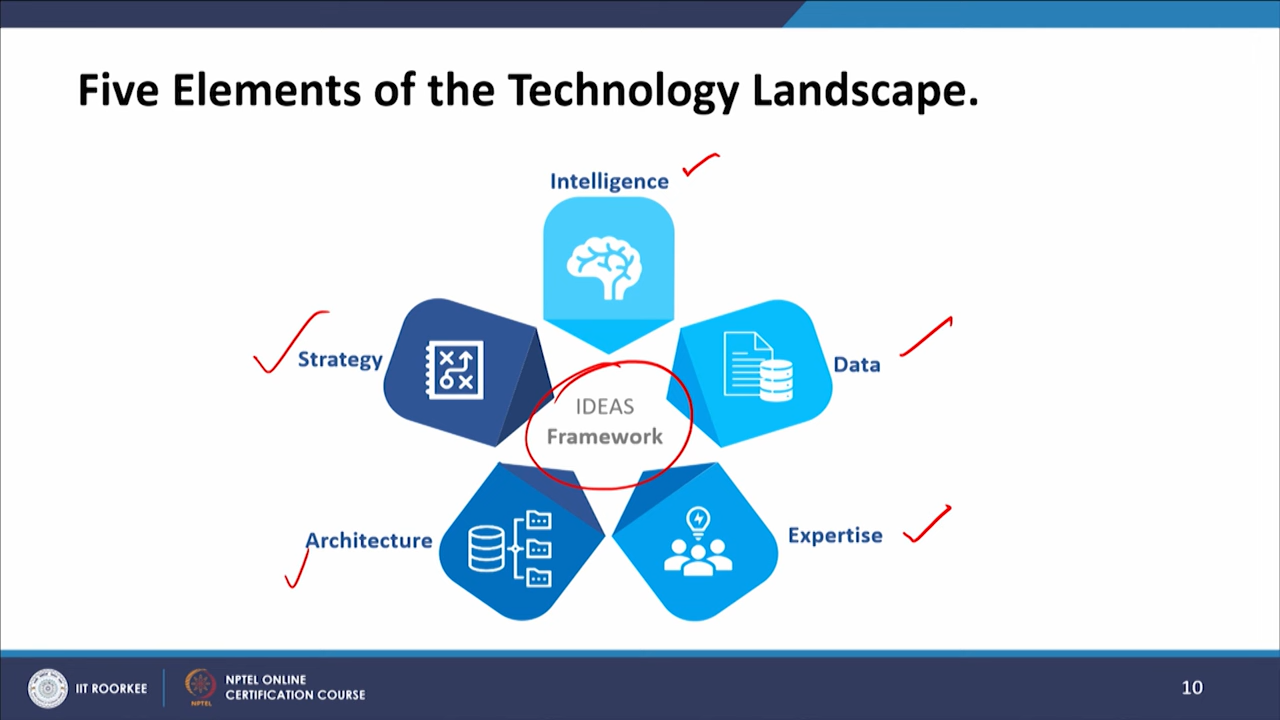 Five Elements of the Technology Landscape.
Intelligence
Strategy
Data
IDEAS
Framework
Architecture
Expertise
IIT ROORKEE
NPTEL
NPTEL ONLINE
CERTIFICATION COURSE
10